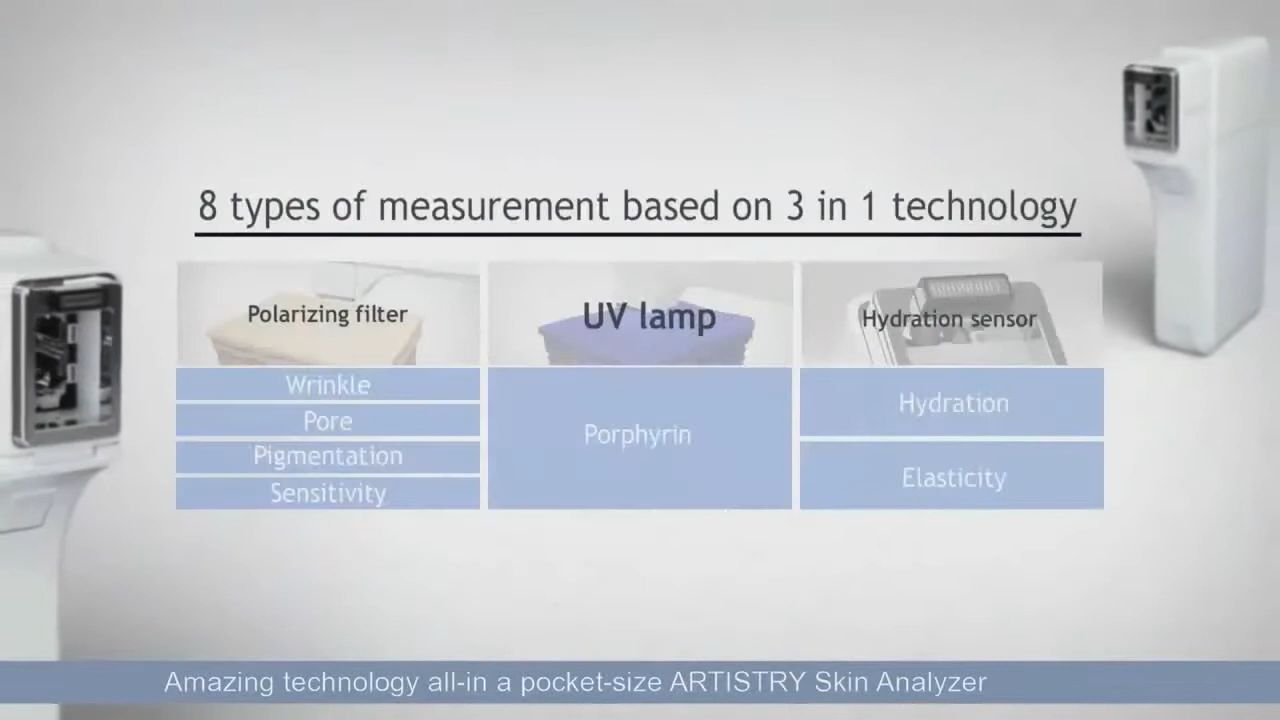 8 types of measurement based on 3 in 1 technology
Polarizing filter
Wrinkle
Pore
Pigmentation
Sensitivity
UV lamp
Porphyrin
Hydration sensor
Hydration
Elasticity
Amazing technology all-in a pocket-size ARTISTRY Skin Analyzer